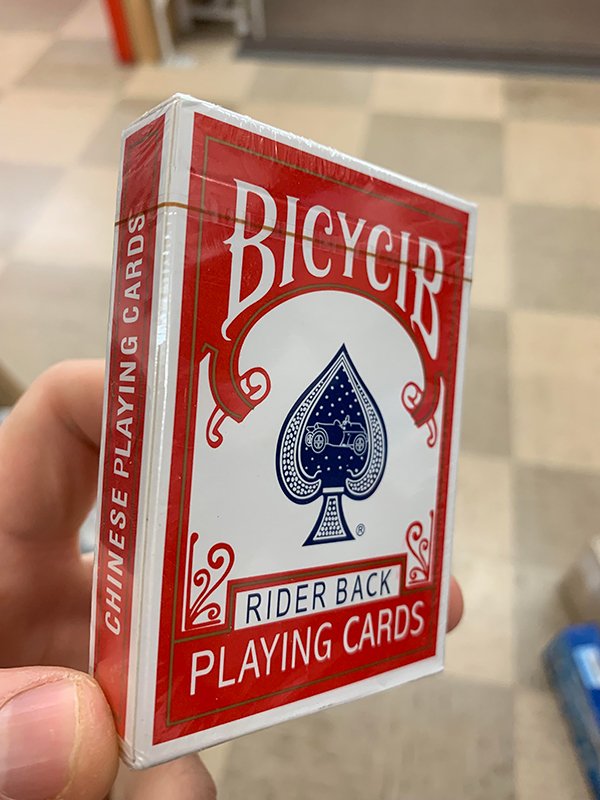 BICYCIB
®
RIDER BACK
PLAYING CARDS
CHINESE PLAYING CARDS